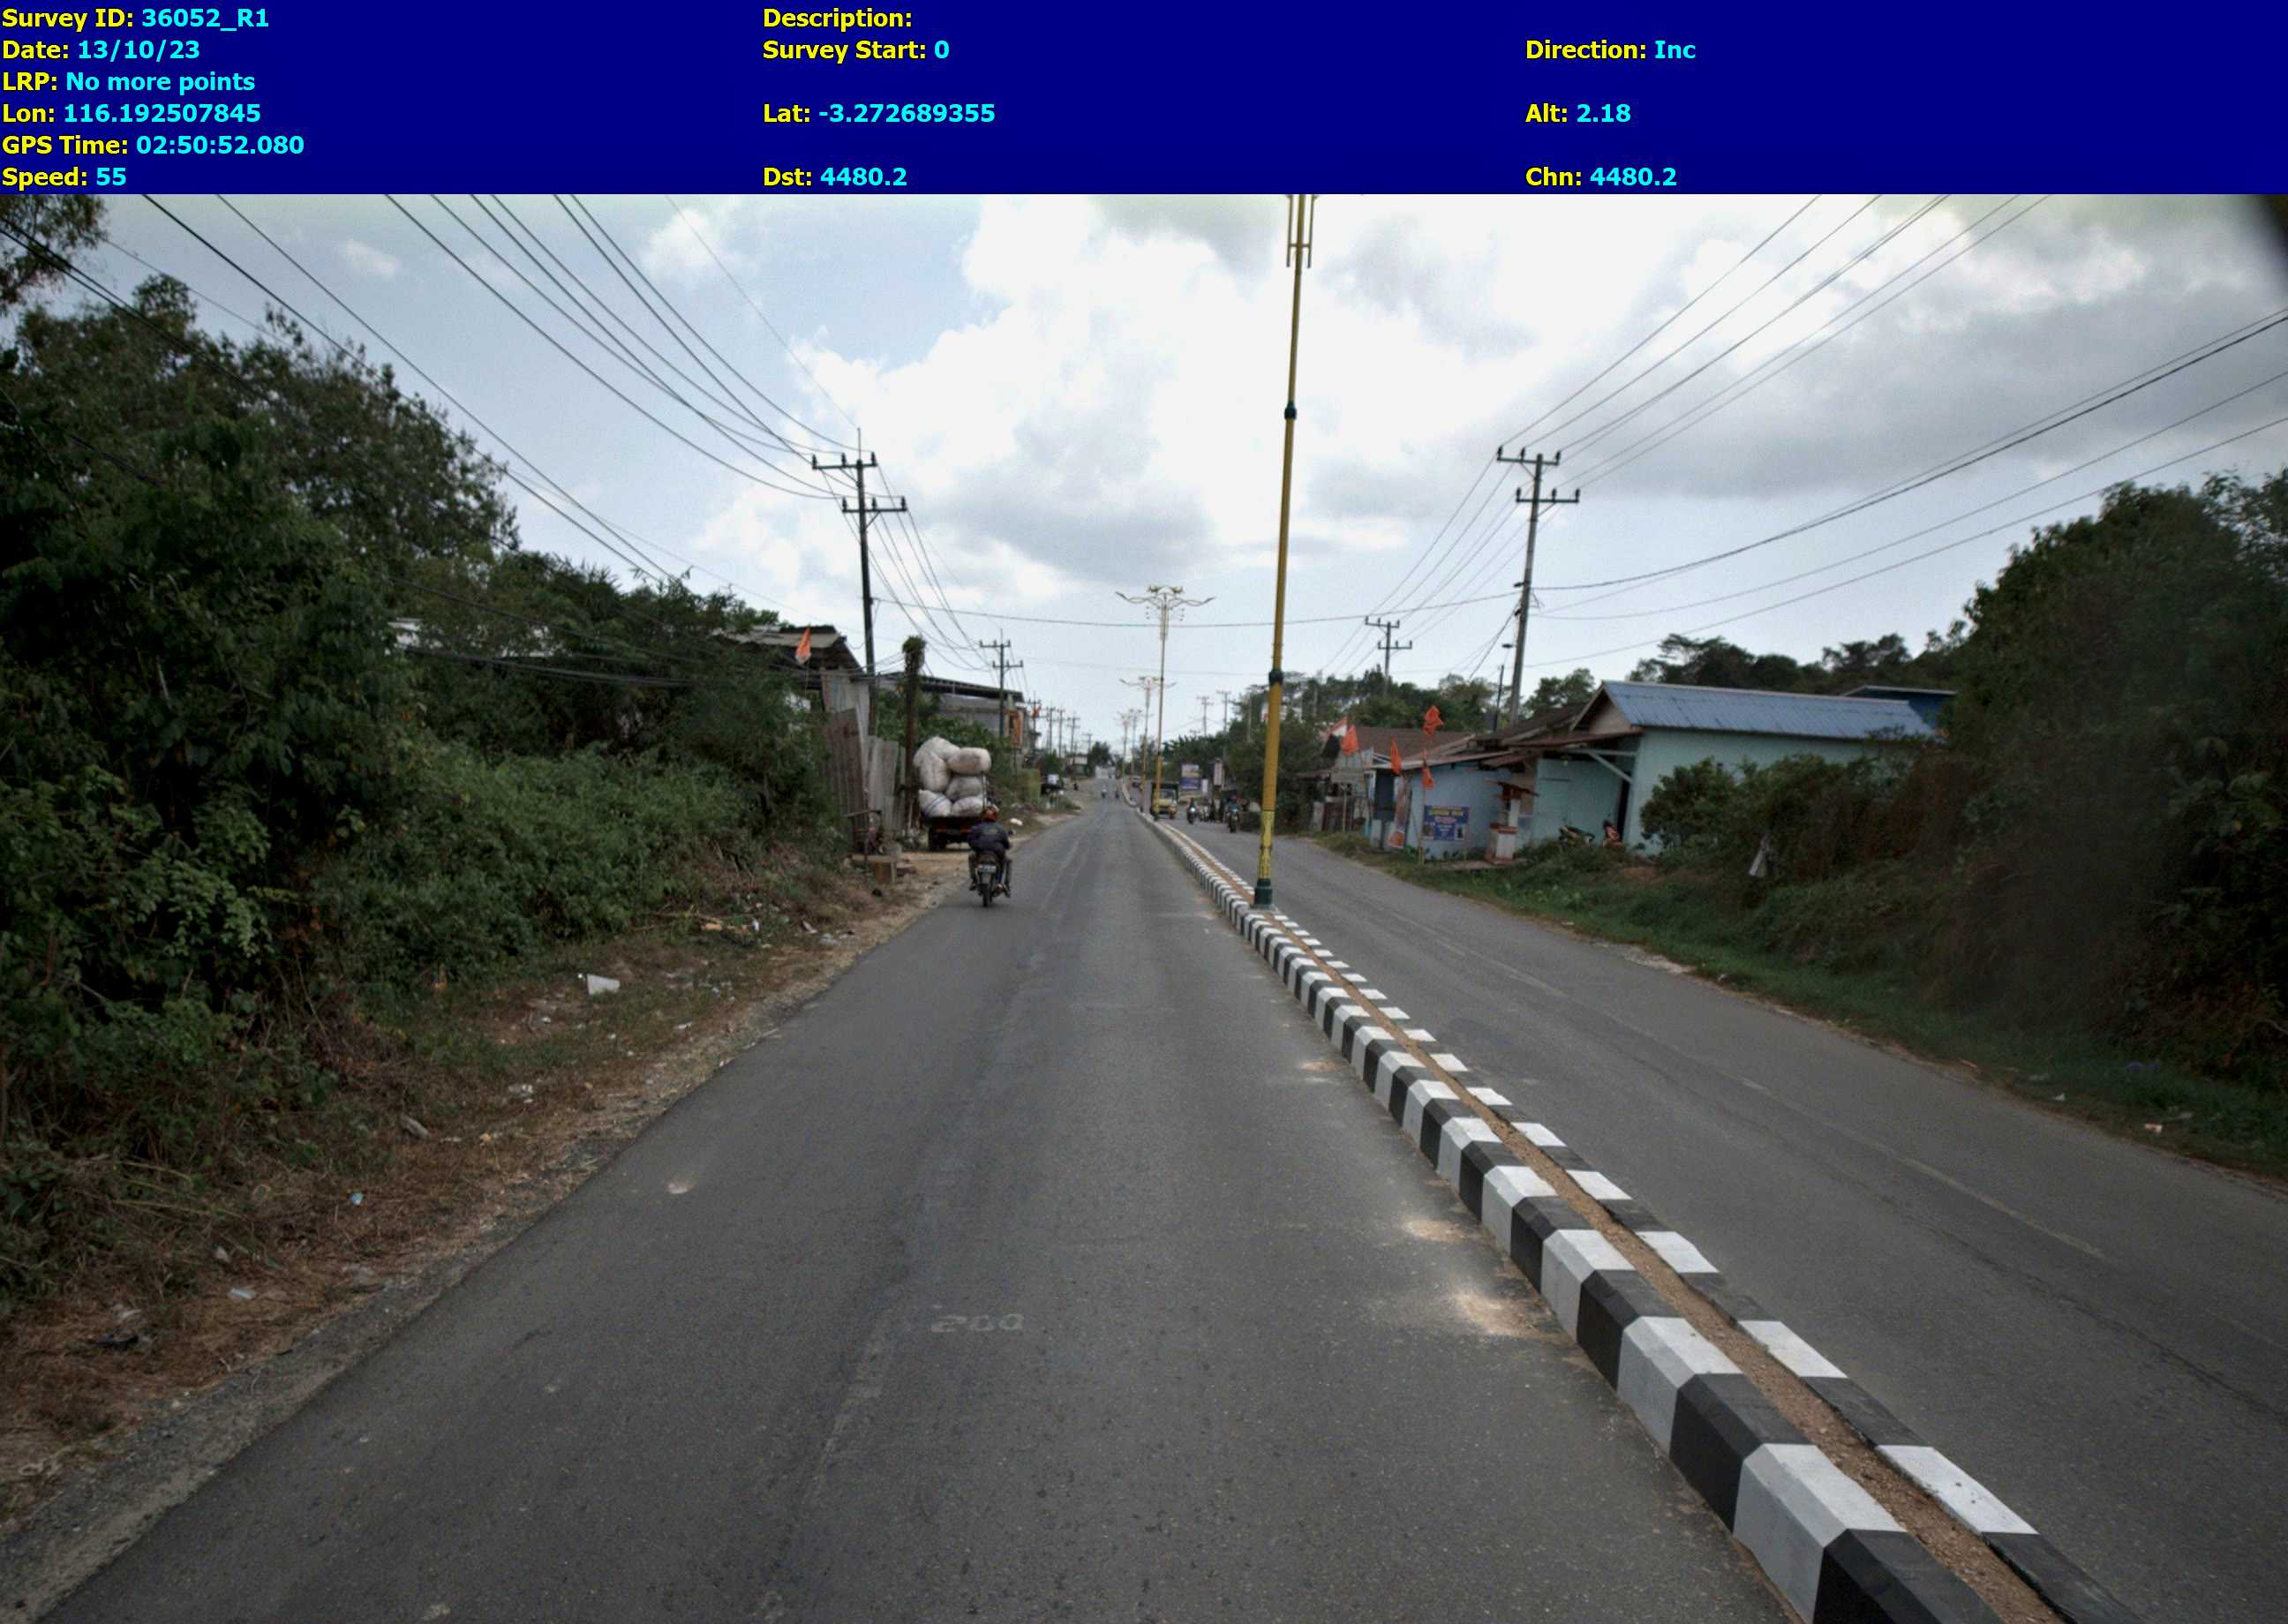 Survey ID: 36052_R1
Description:
Date: 13/10/23
Survey Start: 0
Direction: Inc
LRP: No more points
Lon: 116.192507845
Lat: -3.272689355
Alt: 2.18
GPS Time: 02:50:52.080
Speed: 55
Dst: 4480.2
Chn: 4480.2
200